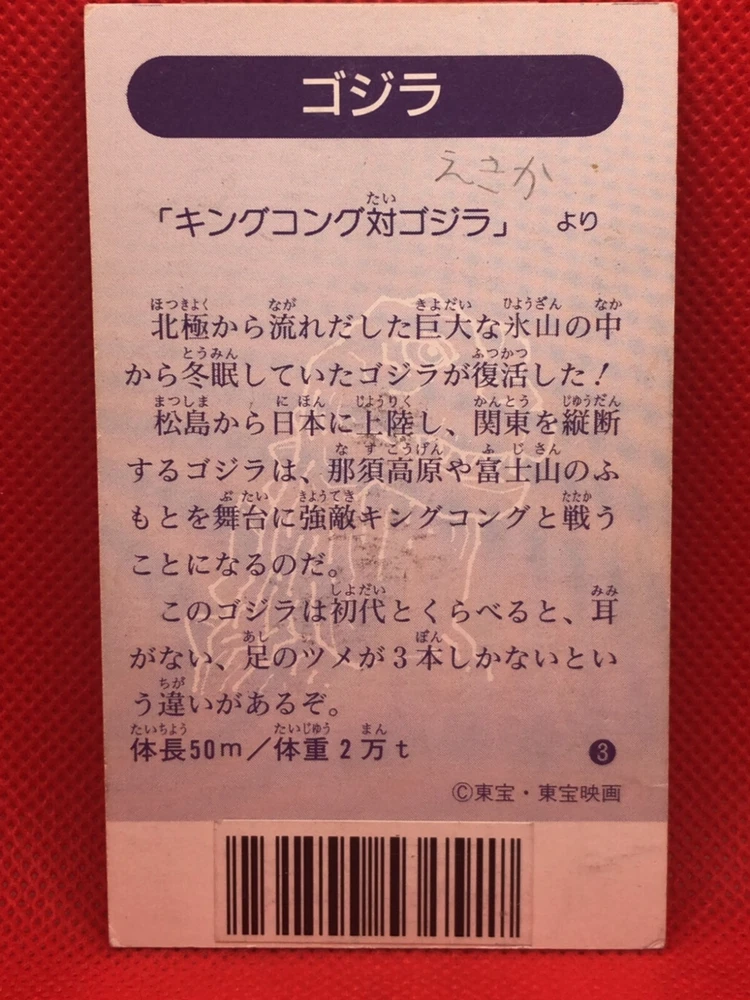 ゴジラ
えきか
「キングコング対ゴジラ」 より
北極から流れだした巨大な氷山の中
から冬眠していたゴジラが復活した!
松島から日本に上陸し、関東を縦断
するゴジラは、那須高原や富士山のふ
もとを舞台に強敵キングコングと戦う
ことになるのだ。
このゴジラは初代とくらべると、耳
がない、足のツメが3本しかないとい
う違いがあるぞ。
体長50m/体重2万t
3
©東宝・東宝映画